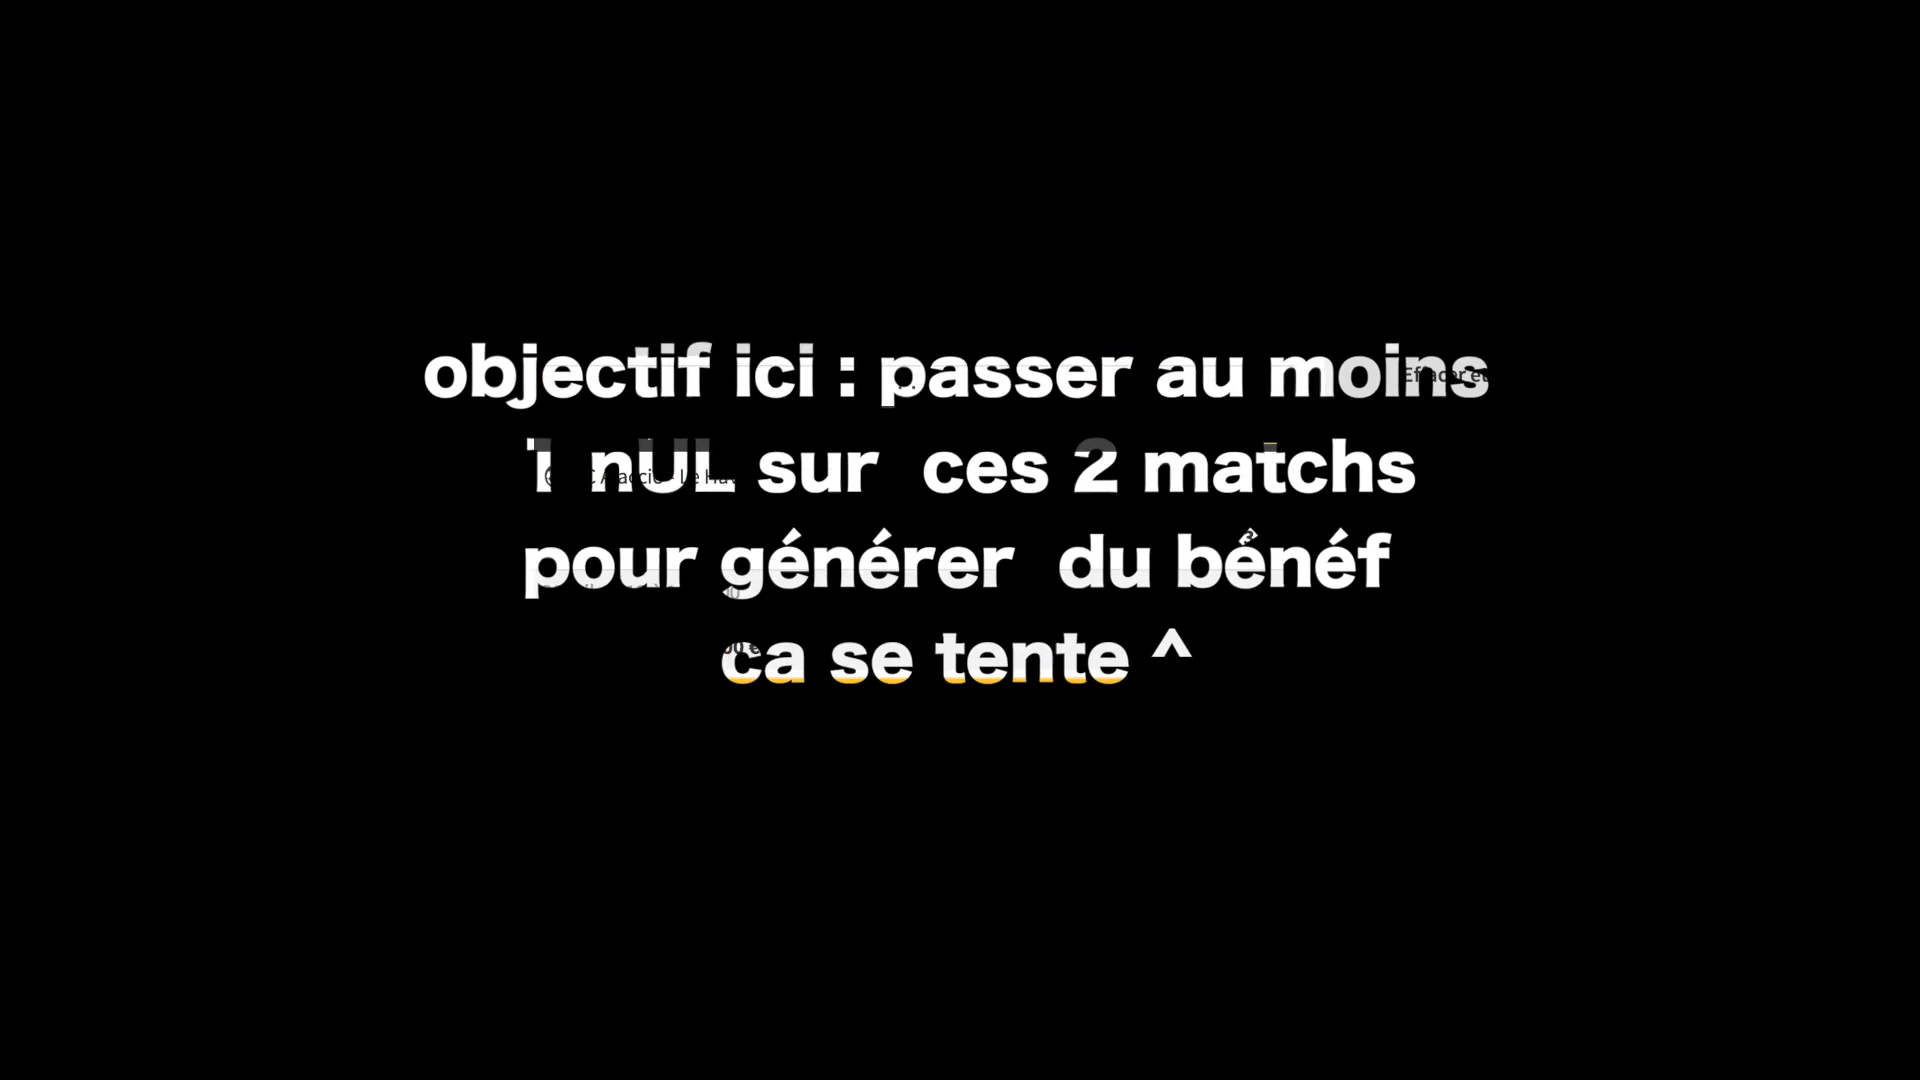 objectif ici : passer au moins
1 nUL sur ces 2 matchs
pour générer du bénéf
ca se tente ^